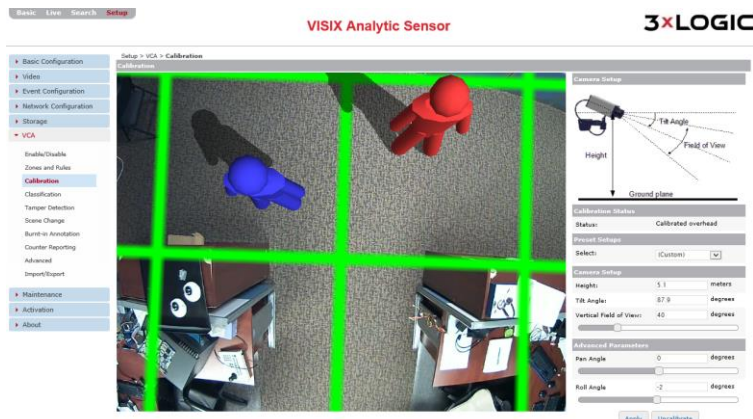 Basic Live Search Setup
VISIX Analytic Sensor
3xLOGIC
Setup > VCA > Calibration
Basic Configuration
Video
Event Configuration
Network Configuration
Storage
VCA
Enable/Disable
Zones and Rules
Calibration
Classification
Tamper Detection
Scene Change
Burnt-in Annotation
Counter Reporting
Advanced
Import/Export
Maintenance
Activation
About
Calibration
Camera Setup
Tilt Angle
Field of View
Height
Ground plane
Calibration Status
Status: Calibrated overhead
Preset Setups
Select: (Custom)
Camera Setup
Height: 5.1 meters
Tilt Angle: 87.9 degrees
Vertical Field of View: 40 degrees
Advanced Parameters
Pan Angle 0 degrees
Roll Angle -2 degrees
Apply Uncalibrate